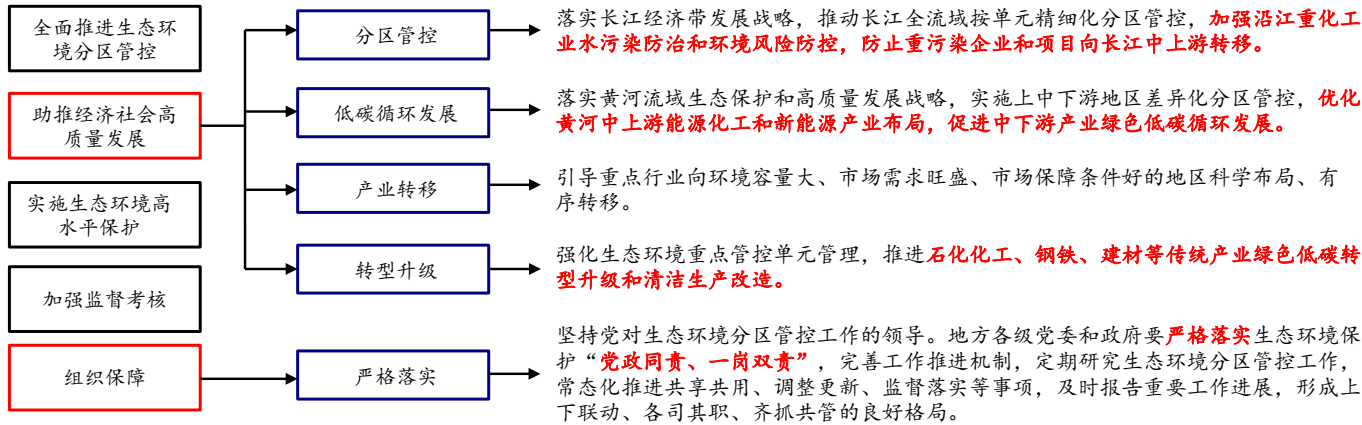 全面推进生态环
境分区管控
助推经济社会高
质量发展
实施生态环境高
水平保护
加强监督考核
组织保障
分区管控
低碳循环发展
产业转移
转型升级
严格落实
落实长江经济带发展战略，推动长江全流域按单元精细化分区管控，加强沿江重化工
业水污染防治和环境风险防控，防止重污染企业和项目向长江中上游转移。
落实黄河流域生态保护和高质量发展战略，实施上中下游地区差异化分区管控，优化
黄河中上游能源化工和新能源产业布局，促进中下游产业绿色低碳循环发展。
引导重点行业向环境容量大、市场需求旺盛、市场保障条件好的地区科学布局、有
序转移。
强化生态环境重点管控单元管理，推进石化化工、钢铁、建材等传统产业绿色低碳转
型升级和清洁生产改造。
坚持党对生态环境分区管控工作的领导。地方各级党委和政府要严格落实生态环境保
护“党政同责、一岗双责”，完善工作推进机制，定期研究生态环境分区管控工作，
常态化推进共享共用、调整更新、监督落实等事项，及时报告重要工作进展，形成上
下联动、各司其职、齐抓共管的良好格局。